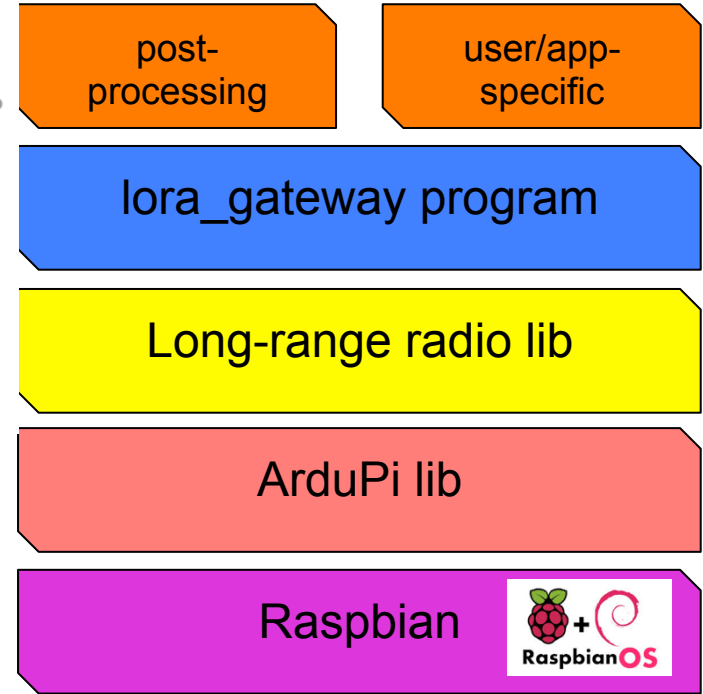 post-
processing
user/app-
specific
lora_gateway program
Long-range radio lib
ArduPi lib
Raspbian
+
RaspbianOS